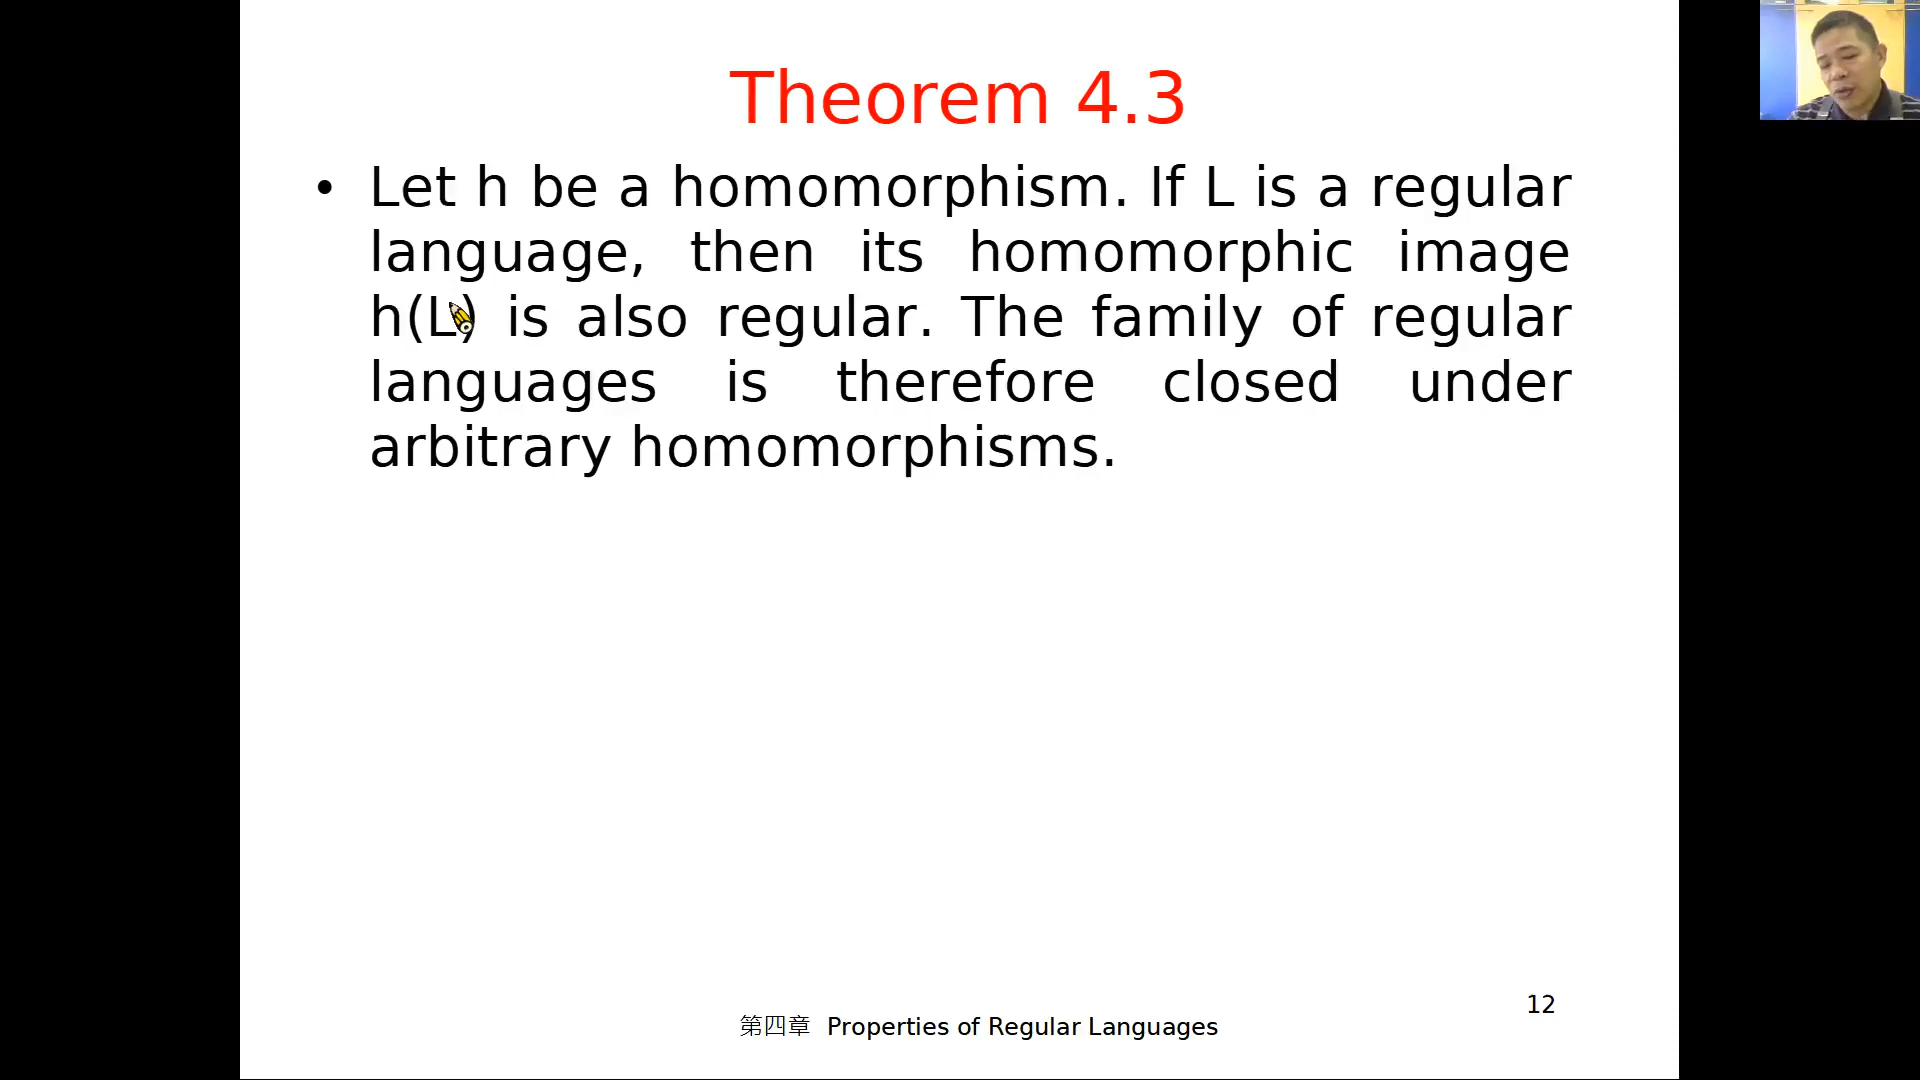 Theorem 4.3
• Let h be a homomorphism. If L is a regular
language, then its homomorphic image
h(L) is also regular. The family of regular
languages is therefore closed under
arbitrary homomorphisms.
12
第四章 Properties of Regular Languages